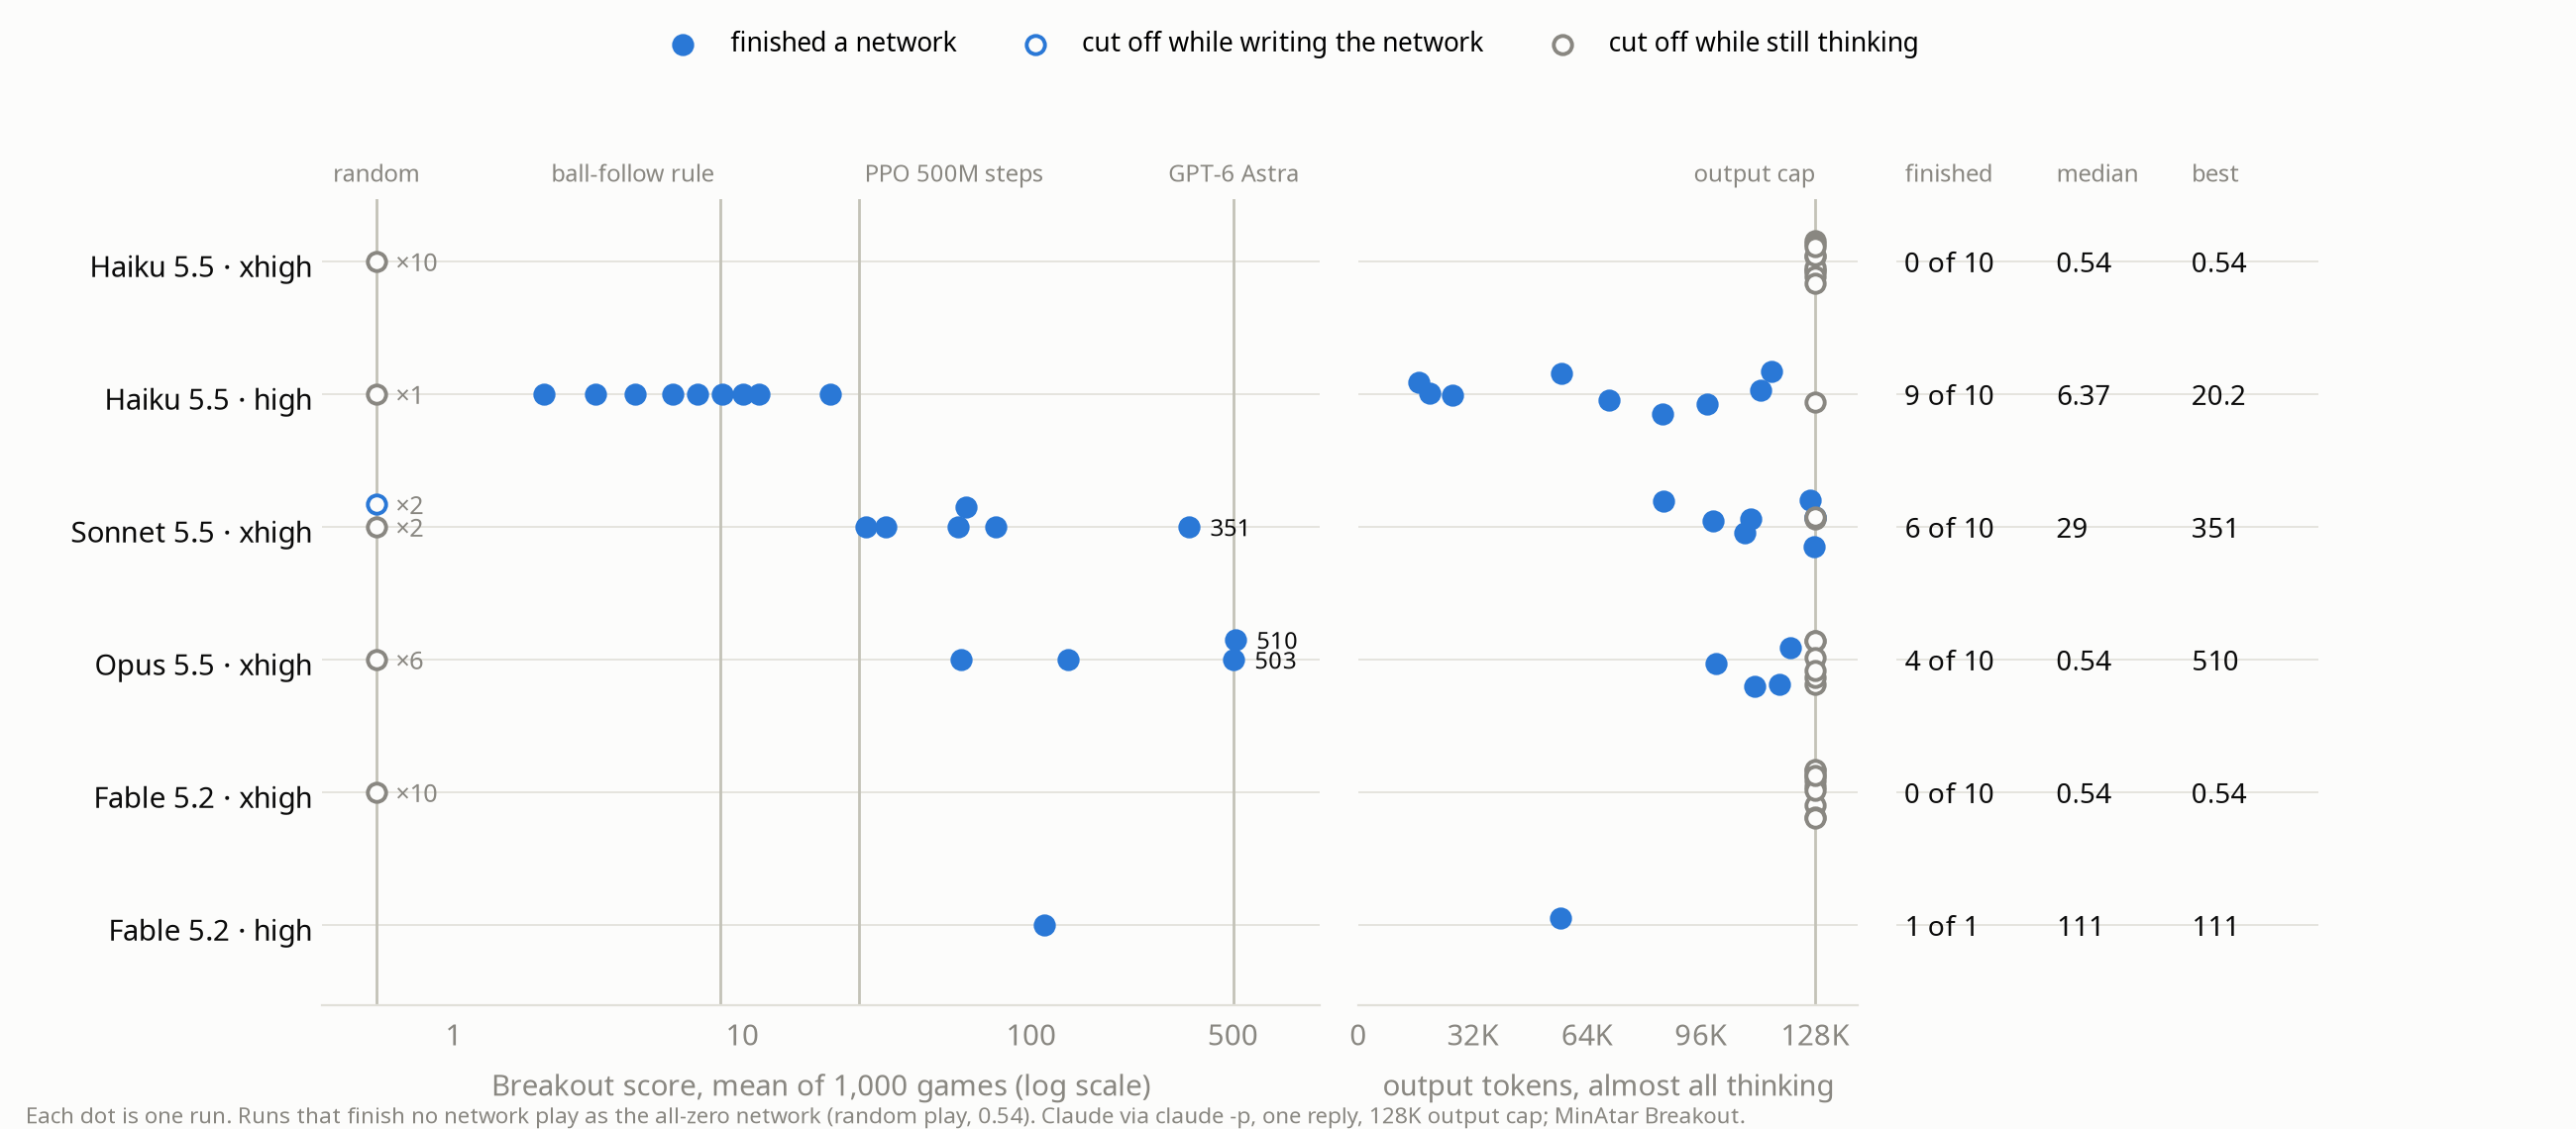 finished a network cut off while writing the network cut off while still thinking
random ball-follow rule PPO 500M steps GPT-6 Astra output cap finished median best
Haiku 5.5 · xhigh ×10 0 of 10 0.54 0.54
Haiku 5.5 · high ×1 9 of 10 6.37 20.2
×2
Sonnet 5.5 · xhigh ×2 351 6 of 10 29 351
510
Opus 5.5 · xhigh ×6 503 4 of 10 0.54 510
Fable 5.2 · xhigh ×10 0 of 10 0.54 0.54
Fable 5.2 · high 1 of 1 111 111
1 10 100 500 0 32K 64K 96K 128K
Breakout score, mean of 1,000 games (log scale) output tokens, almost all thinking
Each dot is one run. Runs that finish no network play as the all-zero network (random play, 0.54). Claude via claude -p, one reply, 128K output cap; MinAtar Breakout.